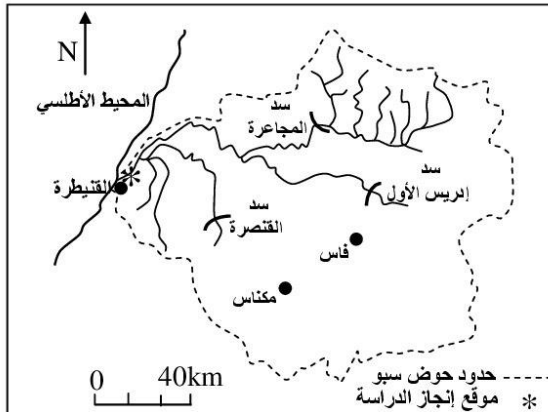 N
المحيط الأطلسي
سد
المجاعرة
سد
إدريس الأول
القنيطرة
سد
القنصرة
فاس
مكناس
0 40km
حدود حوض سبو
موقع إنجاز الدراسة *